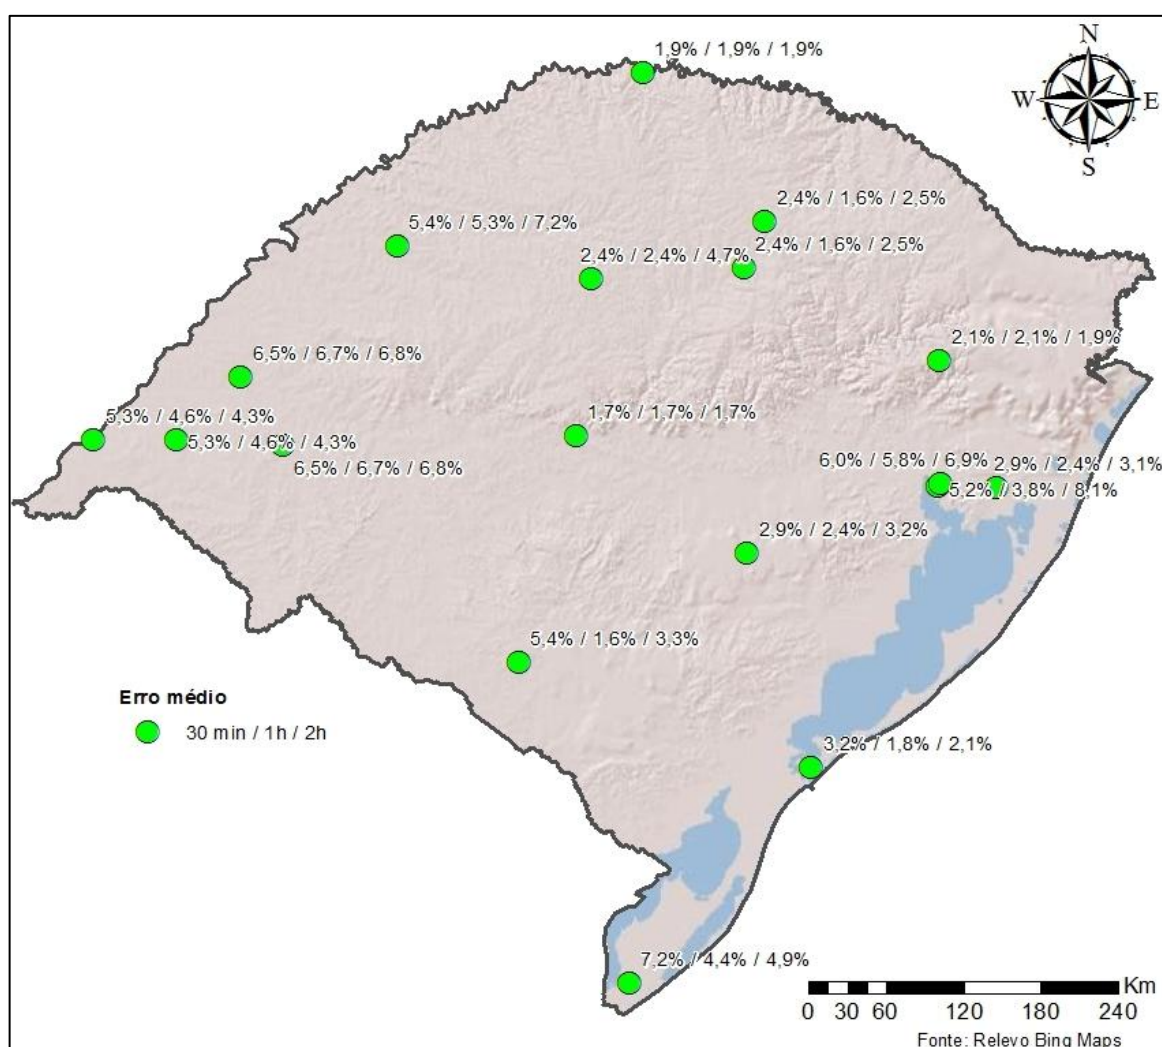 1,9% / 1,9% / 1,9%
N
W
E
S
2,4% / 1,6% / 2,5%
5,4% / 5,3% / 7,2%
2,4% / 1,6% / 2,5%
2,4% / 2,4% / 4,7%
2,1% / 2,1% / 1,9%
6,5% / 6,7% / 6,8%
5,3% / 4,6% / 4,3%
1,7% / 1,7% / 1,7%
5,3% / 4,6% / 4,3%
6,5% / 6,7% / 6,8%
6,0% / 5,8% / 6,9%
2,9% / 2,4% / 3,1%
5,2% / 3,8% / 8,1%
2,9% / 2,4% / 3,2%
5,4% / 1,6% / 3,3%
Erro médio
30 min / 1h / 2h
3,2% / 1,8% / 2,1%
7,2% / 4,4% / 4,9%
Km
0 30 60 120 180 240
Fonte: Relevo Bing Maps